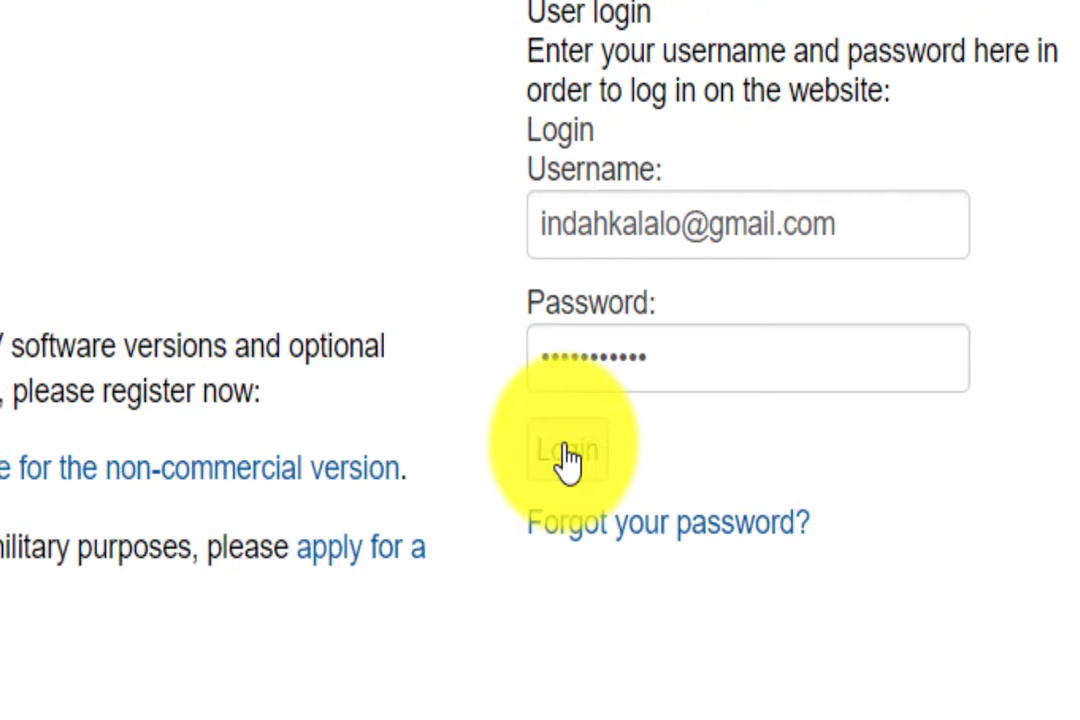 User login
Enter your username and password here in
order to log in on the website:
Login
Username:
indahkalalo@gmail.com
Password:
•••••••••••
Login
Forgot your password?
software versions and optional
, please register now:
e for the non-commercial version.
military purposes, please apply for a